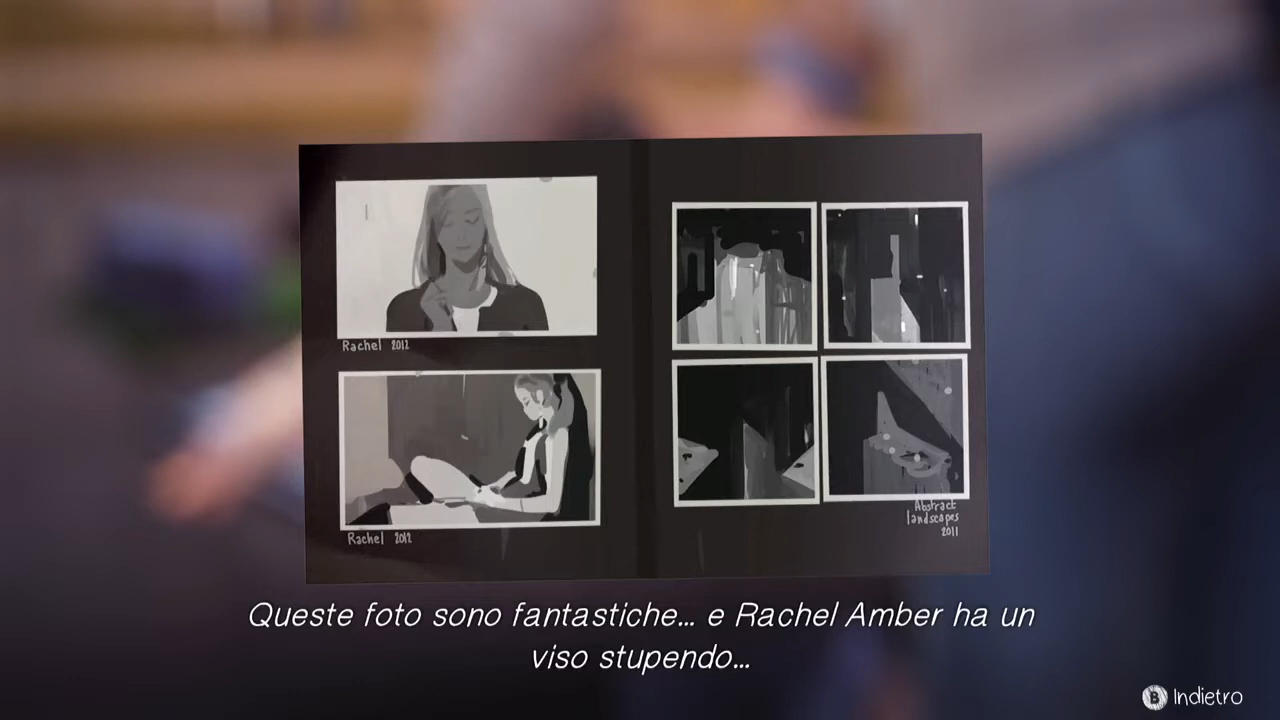 Rachel 2012
Rachel 2012
Abstract
landscapes
2011
Queste foto sono fantastiche... e Rachel Amber ha un
viso stupendo...
B Indietro